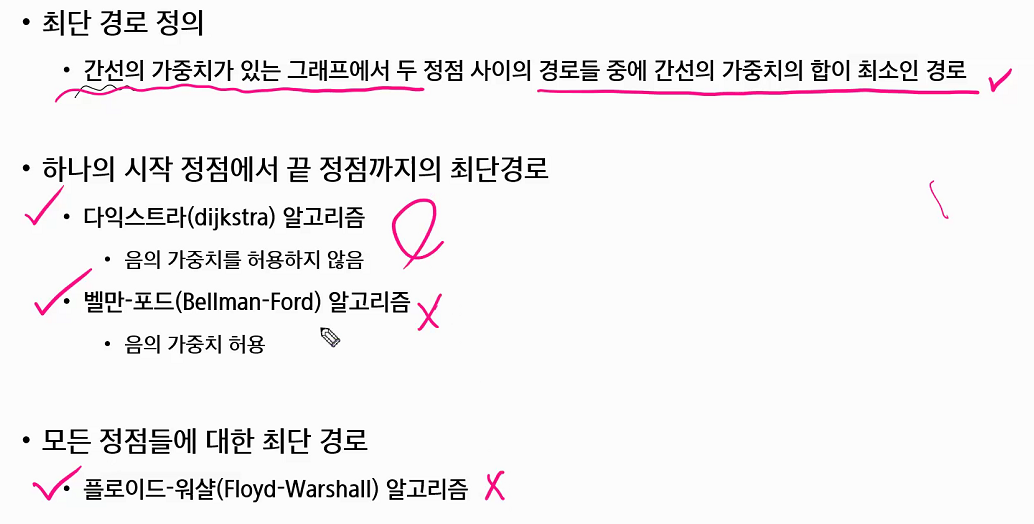 • 최단 경로 정의
• 간선의 가중치가 있는 그래프에서 두 정점 사이의 경로들 중에 간선의 가중치의 합이 최소인 경로
• 하나의 시작 정점에서 끝 정점까지의 최단경로
• 다익스트라(dijkstra) 알고리즘
• 음의 가중치를 허용하지 않음
• 벨만-포드(Bellman-Ford) 알고리즘
• 음의 가중치 허용
• 모든 정점들에 대한 최단 경로
• 플로이드-워샬(Floyd-Warshall) 알고리즘